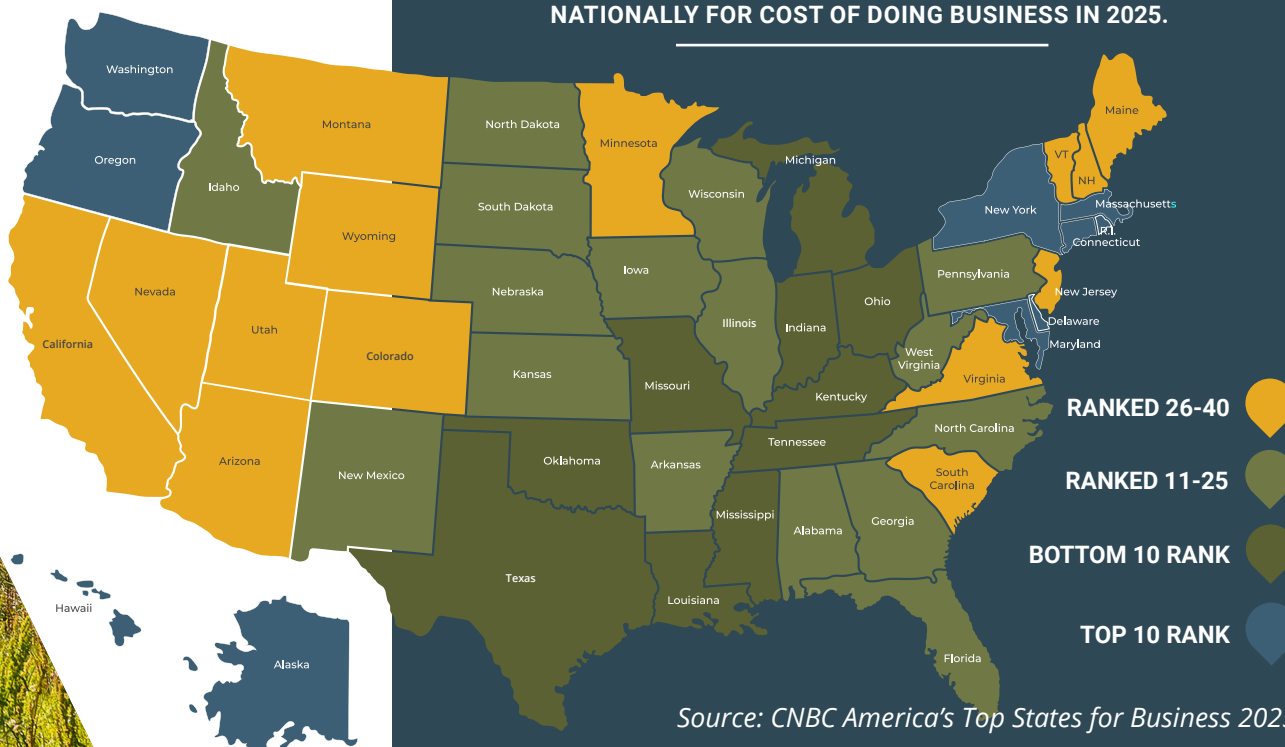 NATIONALLY FOR COST OF DOING BUSINESS IN 2025.
Washington
Oregon
Idaho
Montana
Wyoming
Nevada
Utah
California
Colorado
Arizona
New Mexico
North Dakota
South Dakota
Nebraska
Kansas
Oklahoma
Texas
Minnesota
Iowa
Missouri
Arkansas
Louisiana
Wisconsin
Illinois
Michigan
Indiana
Ohio
Kentucky
Tennessee
Mississippi
Alabama
Georgia
Florida
South
Carolina
North Carolina
Virginia
West
Virginia
Pennsylvania
New York
VT
NH
Maine
Massachusetts
R.I.
Connecticut
New Jersey
Delaware
Maryland
Hawaii
Alaska
RANKED 26-40
RANKED 11-25
BOTTOM 10 RANK
TOP 10 RANK
Source: CNBC America's Top States for Business 202